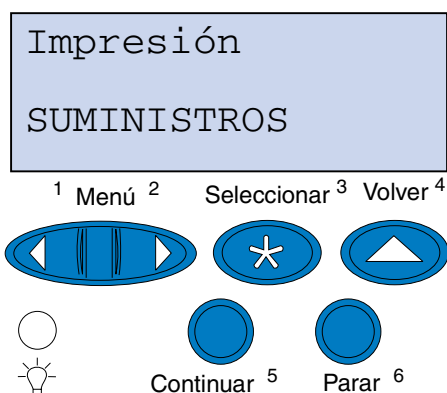 Impresión
SUMINISTROS
1 Menú 2 Seleccionar 3 Volver 4
Continuar 5 Parar 6